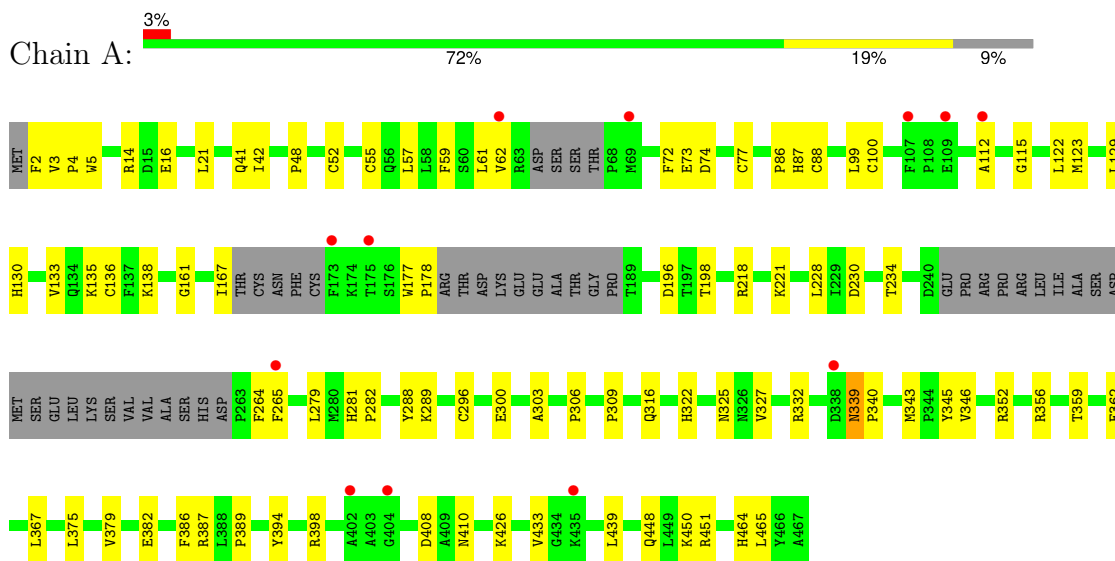 3%
Chain A:
72% 19% 9%
MET F2 V3 P4 W5 R14 D15 E16 L21 Q41 I42 P48 C52 C55 Q56 L57 L58 F59 S60 L61 V62 R63 ASP SER SER THR P68 M69 F72 E73 D74 C77 P86 H87 C88 L99 C100 F107 P108 E109 A112 G115 L122 M123 L129
H130 V133 Q134 K135 C136 F137 K138 G161 I167 THR CYS ASN PHE CYS F173 K174 T175 S176 W177 P178 ARG THR ASP LYS GLU GLU ALA THR GLY PRO T189 D196 T197 T198 R218 K221 L228 I229 D230 T234 D240 GLU PRO ARG PRO ARG LEU ILE ALA SER ASP
MET SER GLU LEU LYS SER VAL VAL ALA SER HIS ASP P263 F264 F265 L279 M280 H281 P282 Y288 K289 C296 E300 A303 P306 P309 Q316 H322 N325 N326 V327 R332 D338 N339 P340 M343 P344 Y345 V346 R352 R356 T359
L367 L375 V379 E382 F386 R387 L388 P389 Y394 R398 A402 A403 G404 D408 A409 N410 K426 V433 G434 K435 L439 Q448 L449 K450 R451 H464 L465 Y466 A467